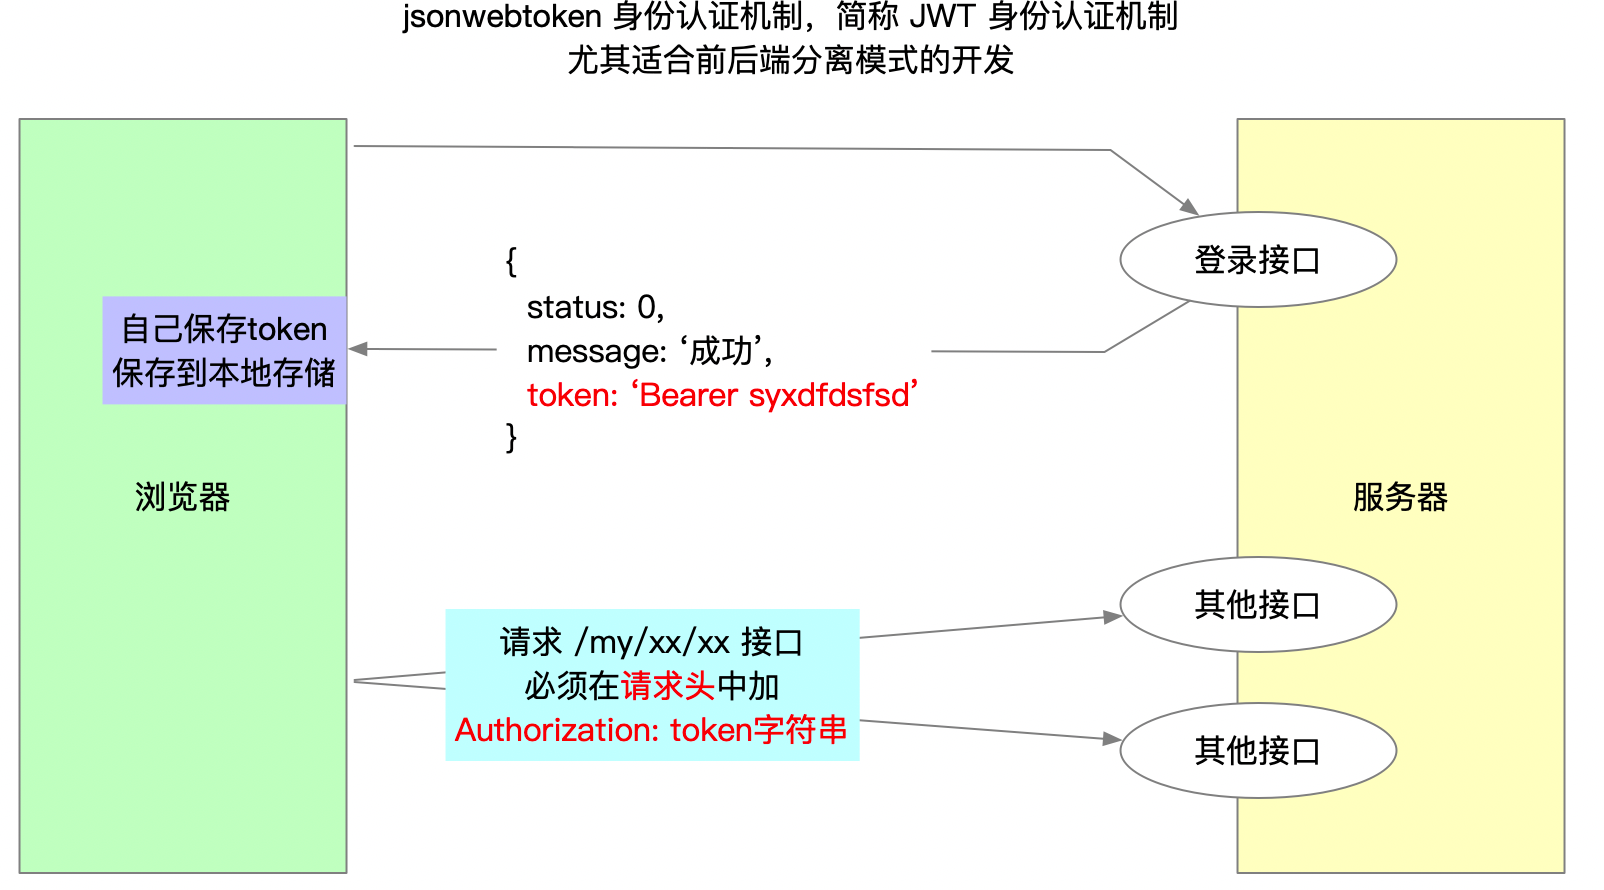 jsonwebtoken 身份认证机制，简称 JWT 身份认证机制
尤其适合前后端分离模式的开发
登录接口
{
status: 0,
message: ‘成功’,
token: ‘Bearer syxdfdsfsd’
}
自己保存token
保存到本地存储
浏览器
服务器
请求 /my/xx/xx 接口
必须在请求头中加
Authorization: token字符串
其他接口
其他接口